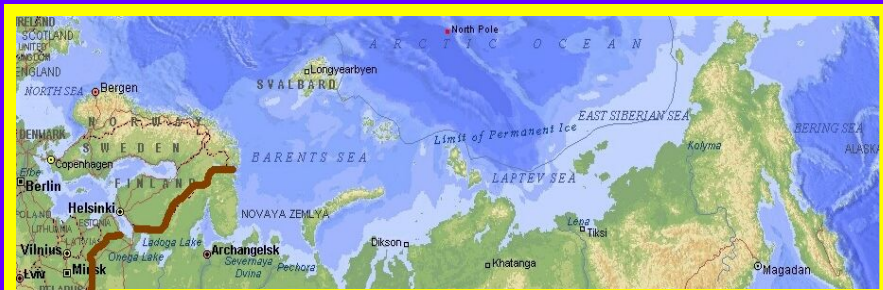 IRELAND
SCOTLAND
UNITED
KINGDOM
ENGLAND
NORTH SEA
Bergen
NORWAY
SWEDEN
FINLAND
DENMARK
Copenhagen
Elbe
Berlin
POLAND
LITHUANIA
LATVIA
ESTONIA
Helsinki
Vilnius
Lviv
Minsk
BELARUS
Ladoga Lake
Onega Lake
Archangelsk
Severnaya
Dvina
Pechora
NOVAYA ZEMLYA
BARENTS SEA
SVALBARD
Longyearbyen
North Pole
ARCTIC OCEAN
Limit of Permanent Ice
EAST SIBERIAN SEA
LAPTEV SEA
Dikson
Khatanga
Lena
Tiksi
Kolyma
Magadan
BERING SEA
ALASKA